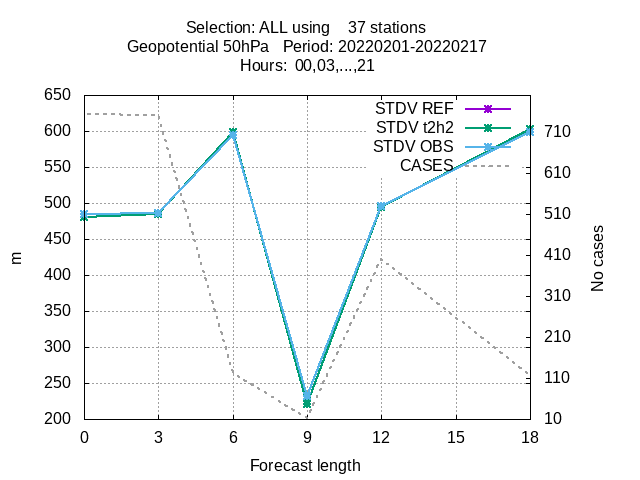 Selection: ALL using 37 stations
Geopotential 50hPa Period: 20220201-20220217
Hours: 00,03,...,21
650
600
550
500
450
400
350
300
250
200
m
STDV REF
STDV t2h2
STDV OBS
CASES
710
610
510
410
310
210
110
10
No cases
0 3 6 9 12 15 18
Forecast length